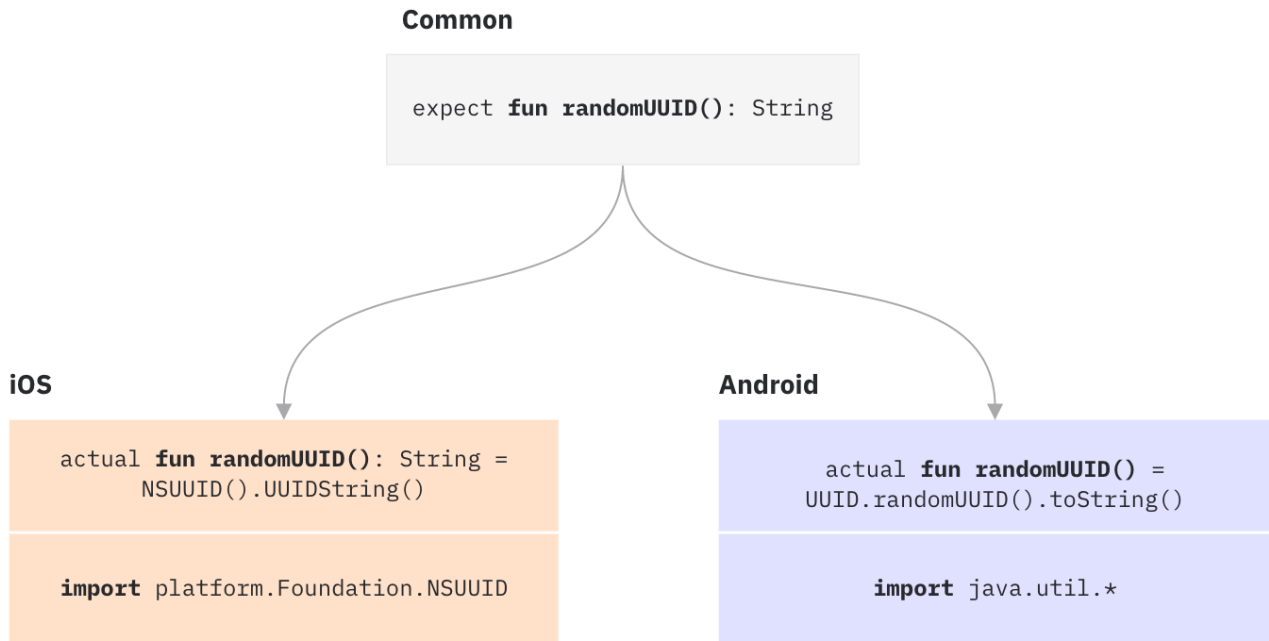 Common
expect fun randomUUID(): String
iOS
actual fun randomUUID(): String =
NSUUID().UUIDString()
import platform.Foundation.NSUUID
Android
actual fun randomUUID() =
UUID.randomUUID().toString()
import java.util.*